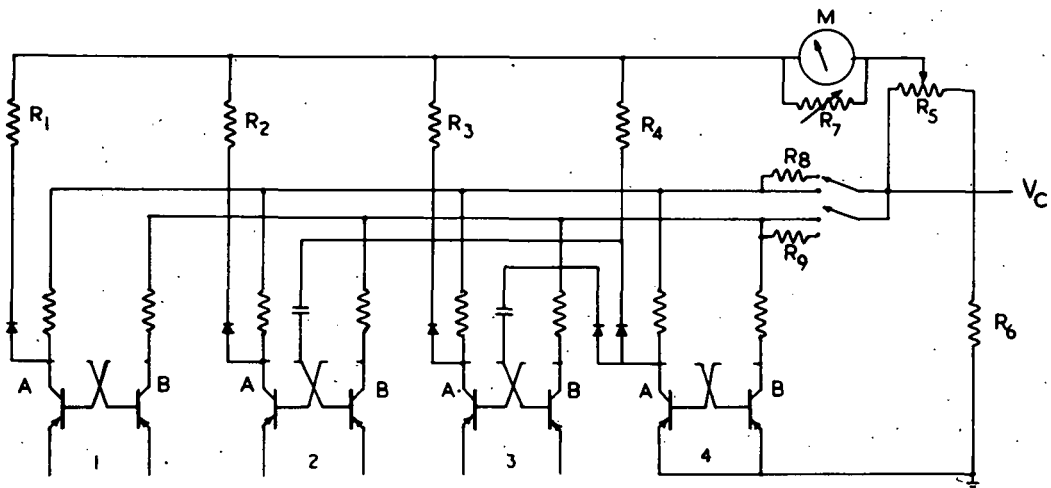 M
R1 R2 R3 R4 R7 R5
R8
VC
R9
R6
A B A B A B A B
1 2 3 4